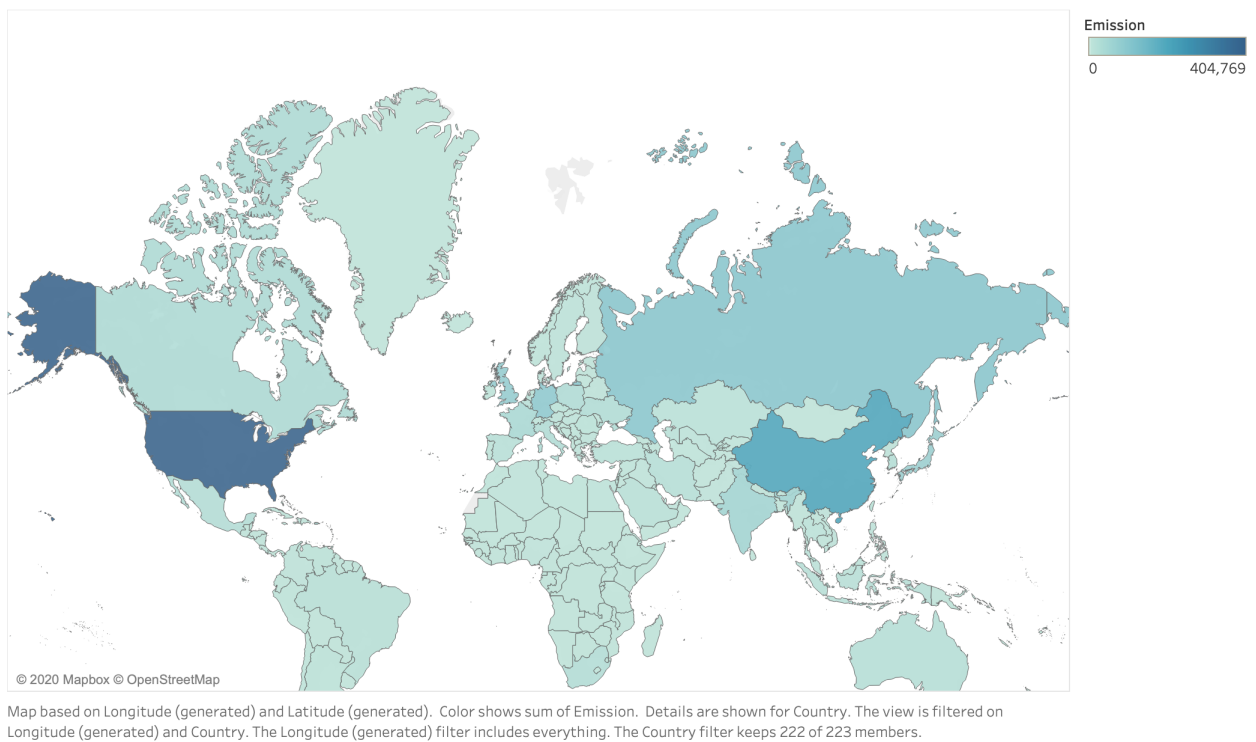 Emission
0 404,769
© 2020 Mapbox © OpenStreetMap
Map based on Longitude (generated) and Latitude (generated). Color shows sum of Emission. Details are shown for Country. The view is filtered on
Longitude (generated) and Country. The Longitude (generated) filter includes everything. The Country filter keeps 222 of 223 members.